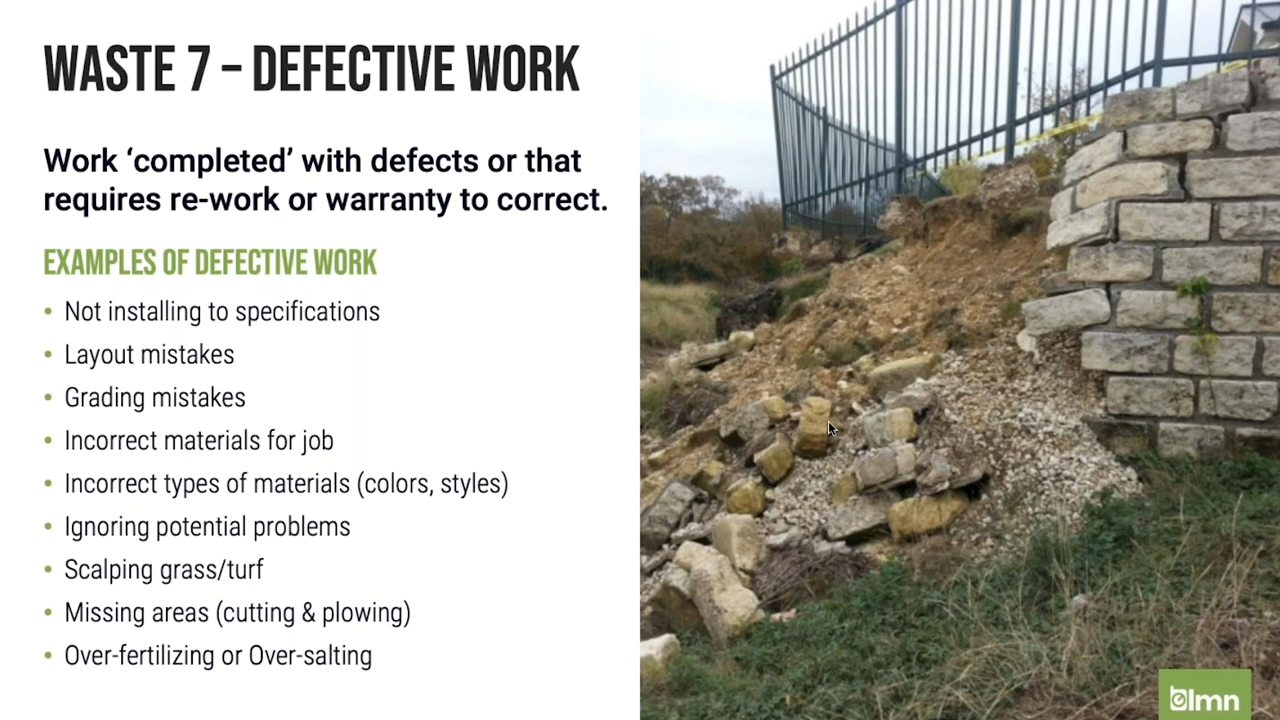 WASTE 7 – DEFECTIVE WORK
Work ‘completed’ with defects or that
requires re-work or warranty to correct.
EXAMPLES OF DEFECTIVE WORK
• Not installing to specifications
• Layout mistakes
• Grading mistakes
• Incorrect materials for job
• Incorrect types of materials (colors, styles)
• Ignoring potential problems
• Scalping grass/turf
• Missing areas (cutting & plowing)
• Over-fertilizing or Over-salting
lmn